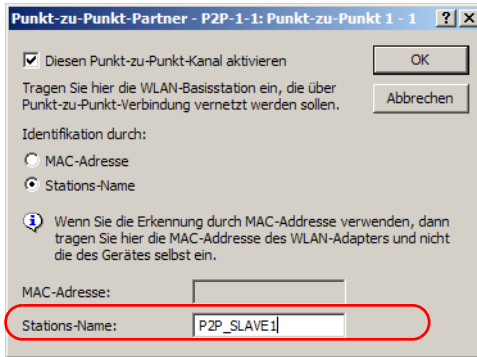 Punkt-zu-Punkt-Partner - P2P-1-1: Punkt-zu-Punkt 1 - 1
Diesen Punkt-zu-Punkt-Kanal aktivieren
OK
Tragen Sie hier die WLAN-Basisstation ein, die über
Punkt-zu-Punkt-Verbindung vernetzt werden sollen.
Abbrechen
Identifikation durch:
MAC-Adresse
Stations-Name
Wenn Sie die Erkennung durch MAC-Addresse verwenden, dann
tragen Sie hier die MAC-Addresse des WLAN-Adapters und nicht
die des Gerätes selbst ein.
MAC-Adresse:
Stations-Name:
P2P_SLAVE1